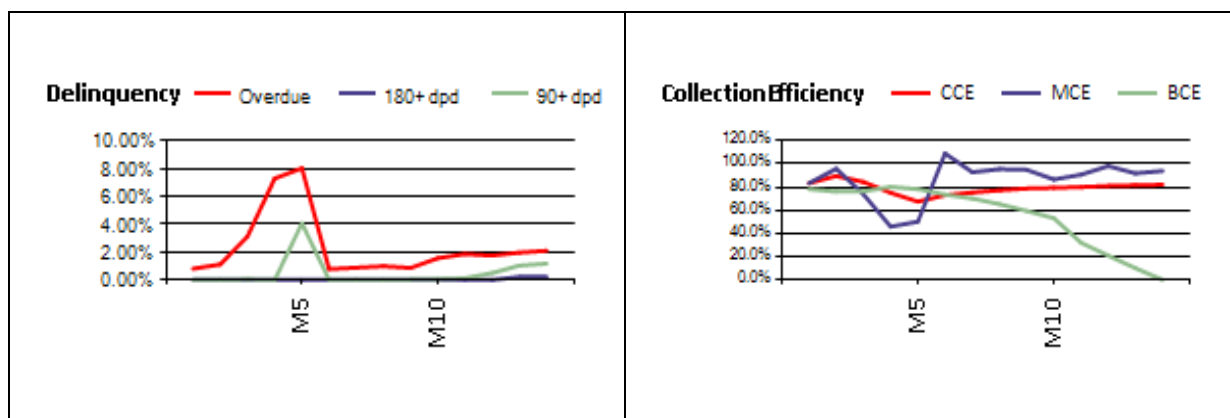 Delinquency Overdue 180+ dpd 90+ dpd
10.00%
8.00%
6.00%
4.00%
2.00%
0.00%
M5
M10
Collection Efficiency CCE MCE BCE
120.0%
100.0%
80.0%
60.0%
40.0%
20.0%
0.0%
M5
M10